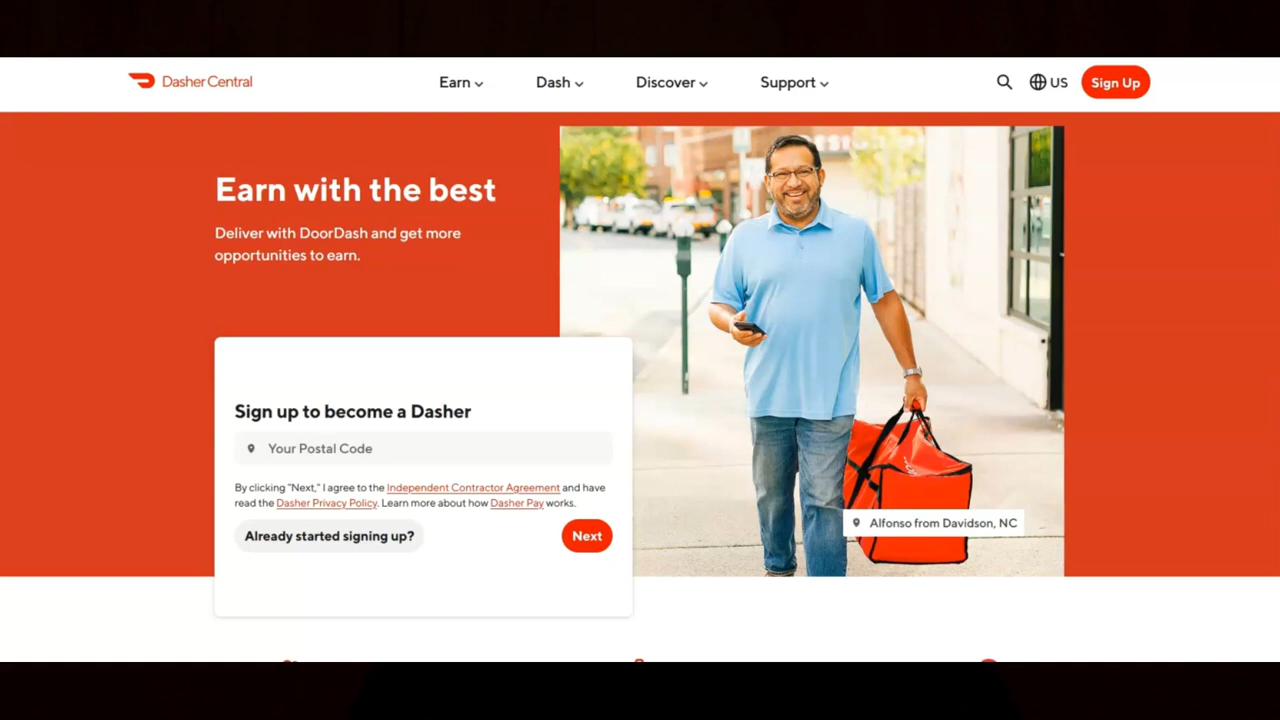 Dasher Central
Earn
Dash
Discover
Support
US
Sign Up
Earn with the best
Deliver with DoorDash and get more
opportunities to earn.
Sign up to become a Dasher
Your Postal Code
By clicking "Next," I agree to the Independent Contractor Agreement and have
read the Dasher Privacy Policy. Learn more about how Dasher Pay works.
Already started signing up?
Next
Alfonso from Davidson, NC